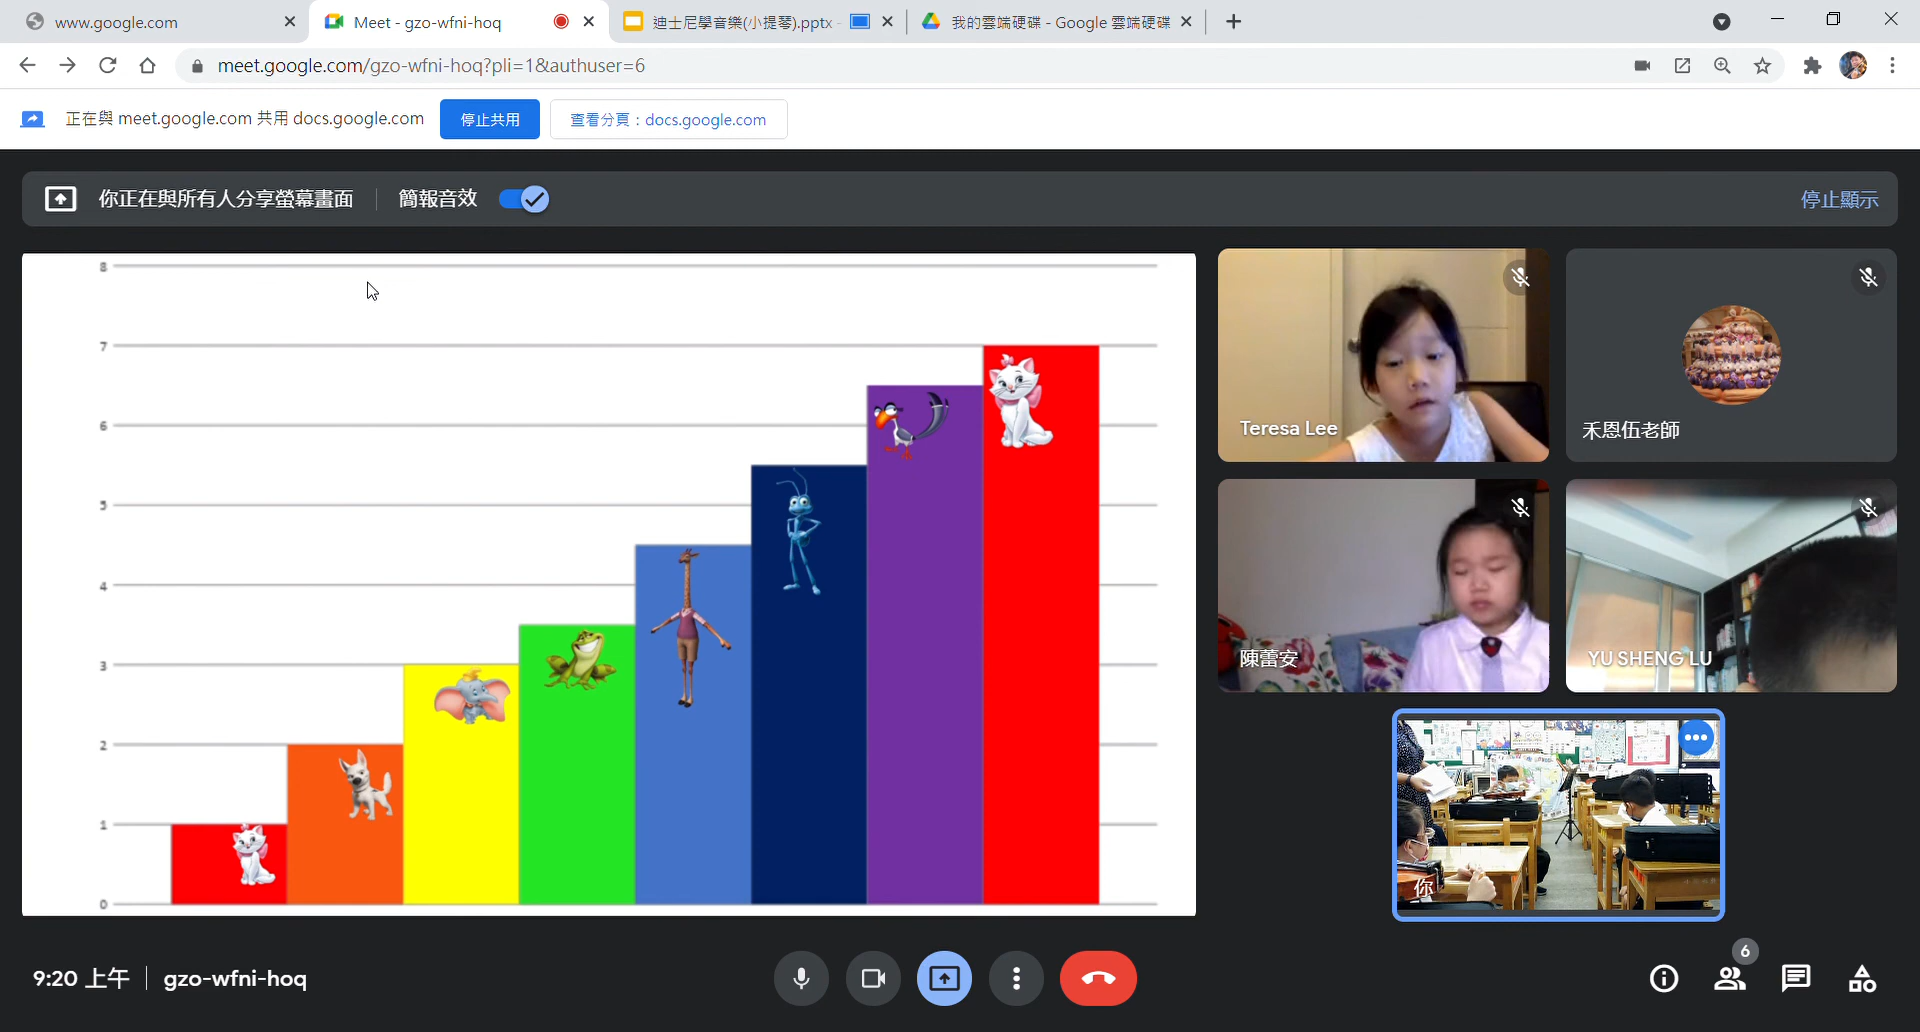 www.google.com
Meet - gzo-wfni-hoq
迪士尼學音樂(小提琴).pptx -
我的雲端硬碟 - Google 雲端硬碟
meet.google.com/gzo-wfni-hoq?pli=1&authuser=6
正在與 meet.google.com 共用 docs.google.com
停止共用
查看分頁：docs.google.com
你正在與所有人分享螢幕畫面
簡報音效
停止顯示
8
7
6
5
4
3
2
1
0
Teresa Lee
禾恩伍老師
陳蕾安
YU SHENG LU
你
9:20 上午
gzo-wfni-hoq
6